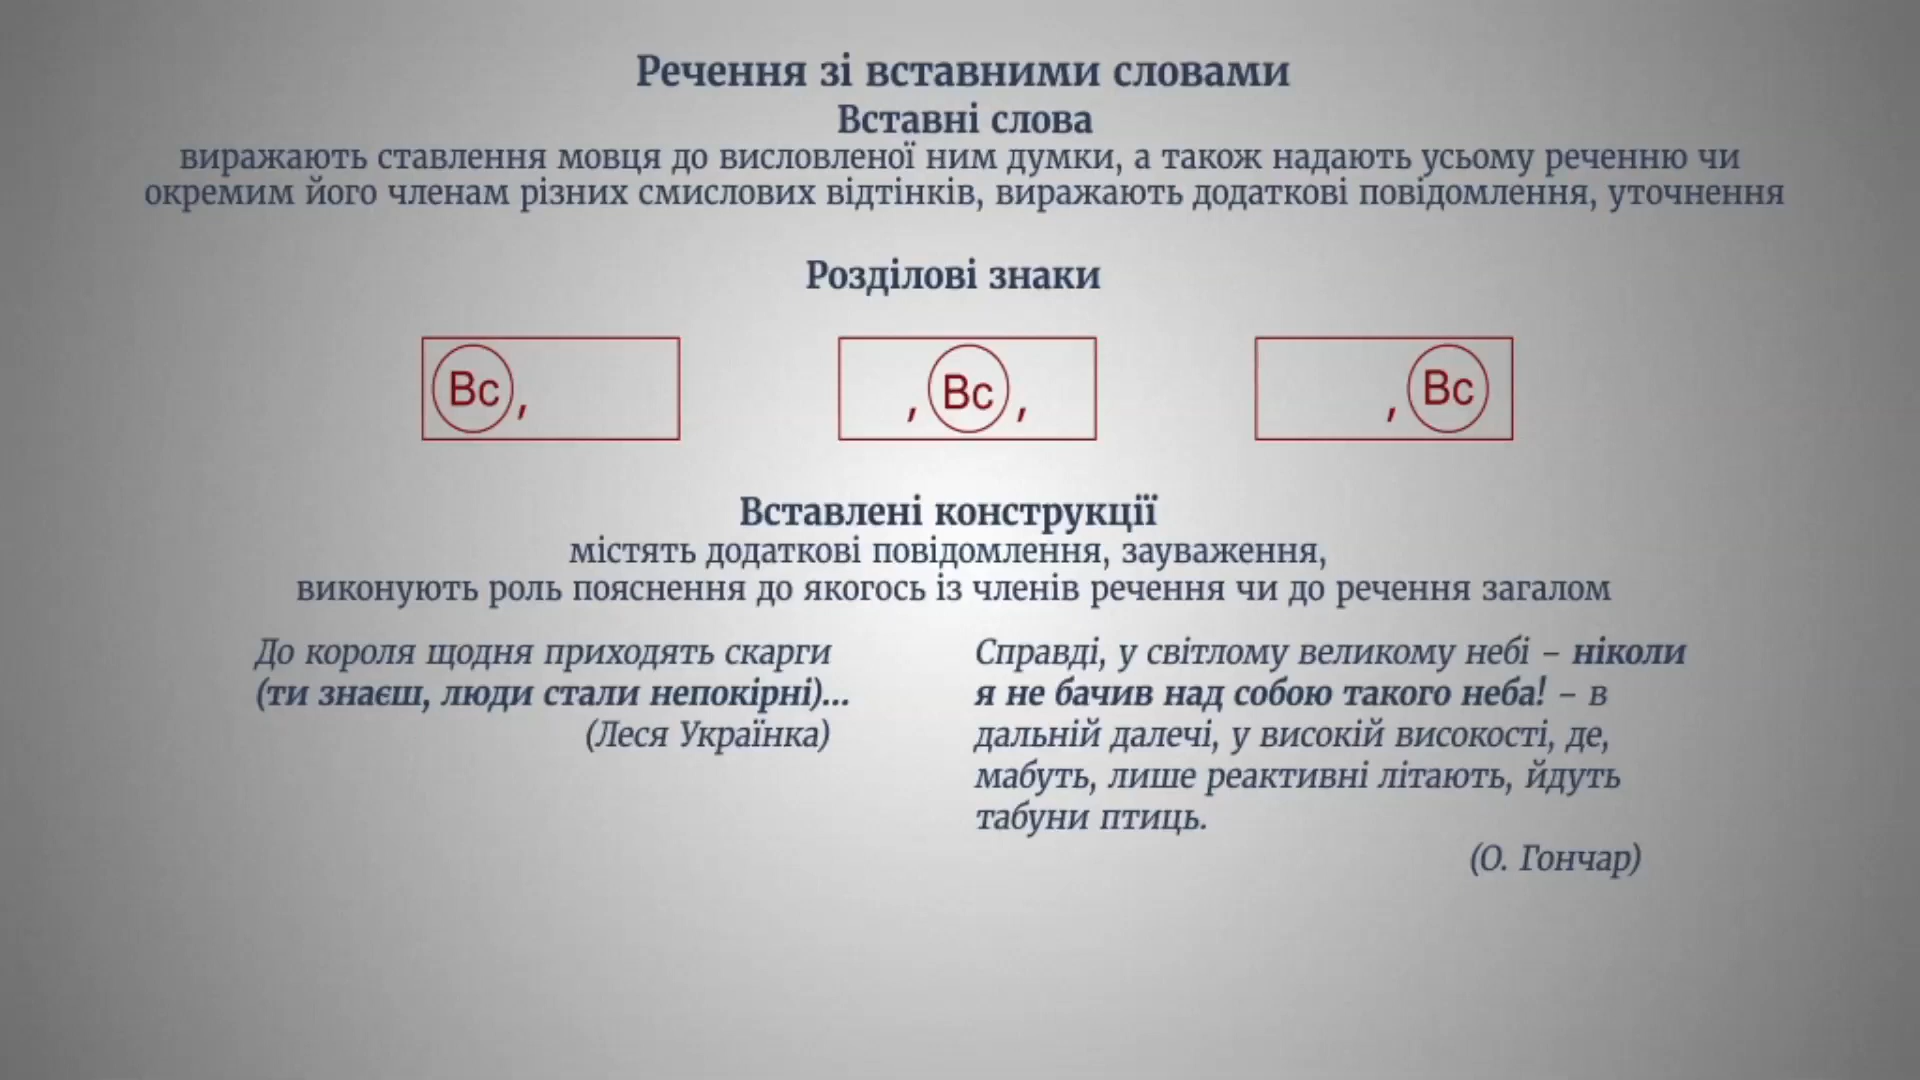 Речення зі вставними словами
Вставні слова
виражають ставлення мовця до висловленої ним думки, а також надають усьому реченню чи
окремим його членам різних смислових відтінків, виражають додаткові повідомлення, уточнення
Розділові знаки
Вс,
, Вс,
, Вс
Вставлені конструкції
містять додаткові повідомлення, зауваження,
виконують роль пояснення до якогось із членів речення чи до речення загалом
До короля щодня приходять скарги
(ти знаєш, люди стали непокірні)...
(Леся Українка)
Справді, у світлому великому небі – ніколи
я не бачив над собою такого неба! – в
дальній далечі, у високій високості, де,
мабуть, лише реактивні літають, йдуть
табуни птиць.
(О. Гончар)